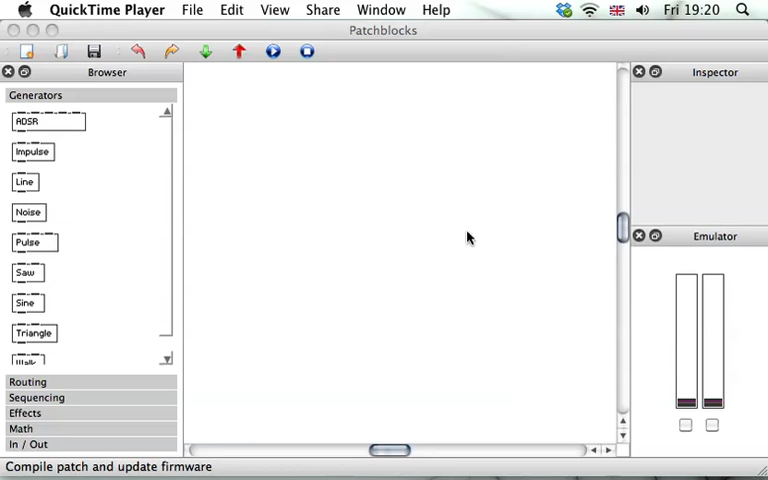 QuickTime Player File Edit View Share Window Help Fri 19:20
Patchblocks
Browser
Inspector
Generators
ADSR
Impulse
Line
Noise
Pulse
Saw
Sine
Triangle
Walk
Routing
Sequencing
Effects
Math
In / Out
Emulator
Compile patch and update firmware